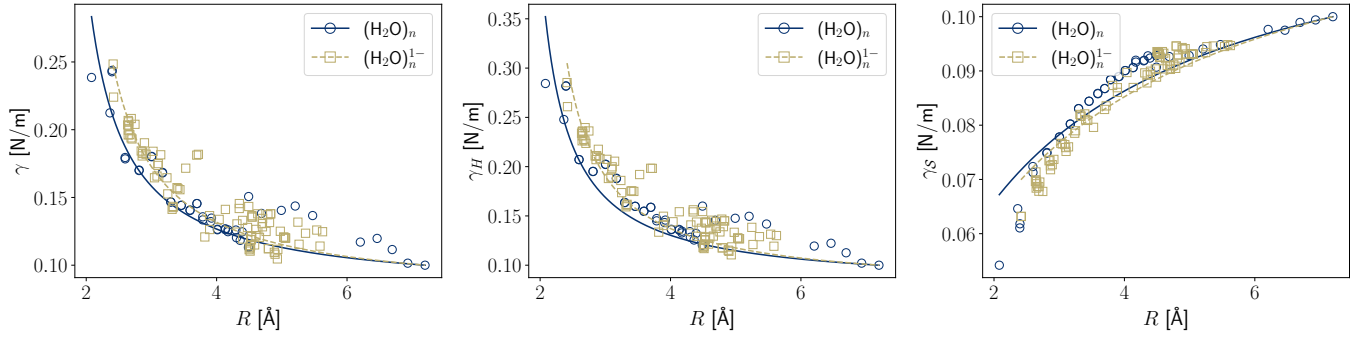 0.25
0.20
0.15
0.10
γ [N/m]
2 4 6
R [Å]
(H₂O)ₙ
(H₂O)ₙ¹⁻
0.35
0.30
0.25
0.20
0.15
0.10
γ_H [N/m]
2 4 6
R [Å]
(H₂O)ₙ
(H₂O)ₙ¹⁻
0.10
0.09
0.08
0.07
0.06
γ_𝒮 [N/m]
2 4 6
R [Å]
(H₂O)ₙ
(H₂O)ₙ¹⁻